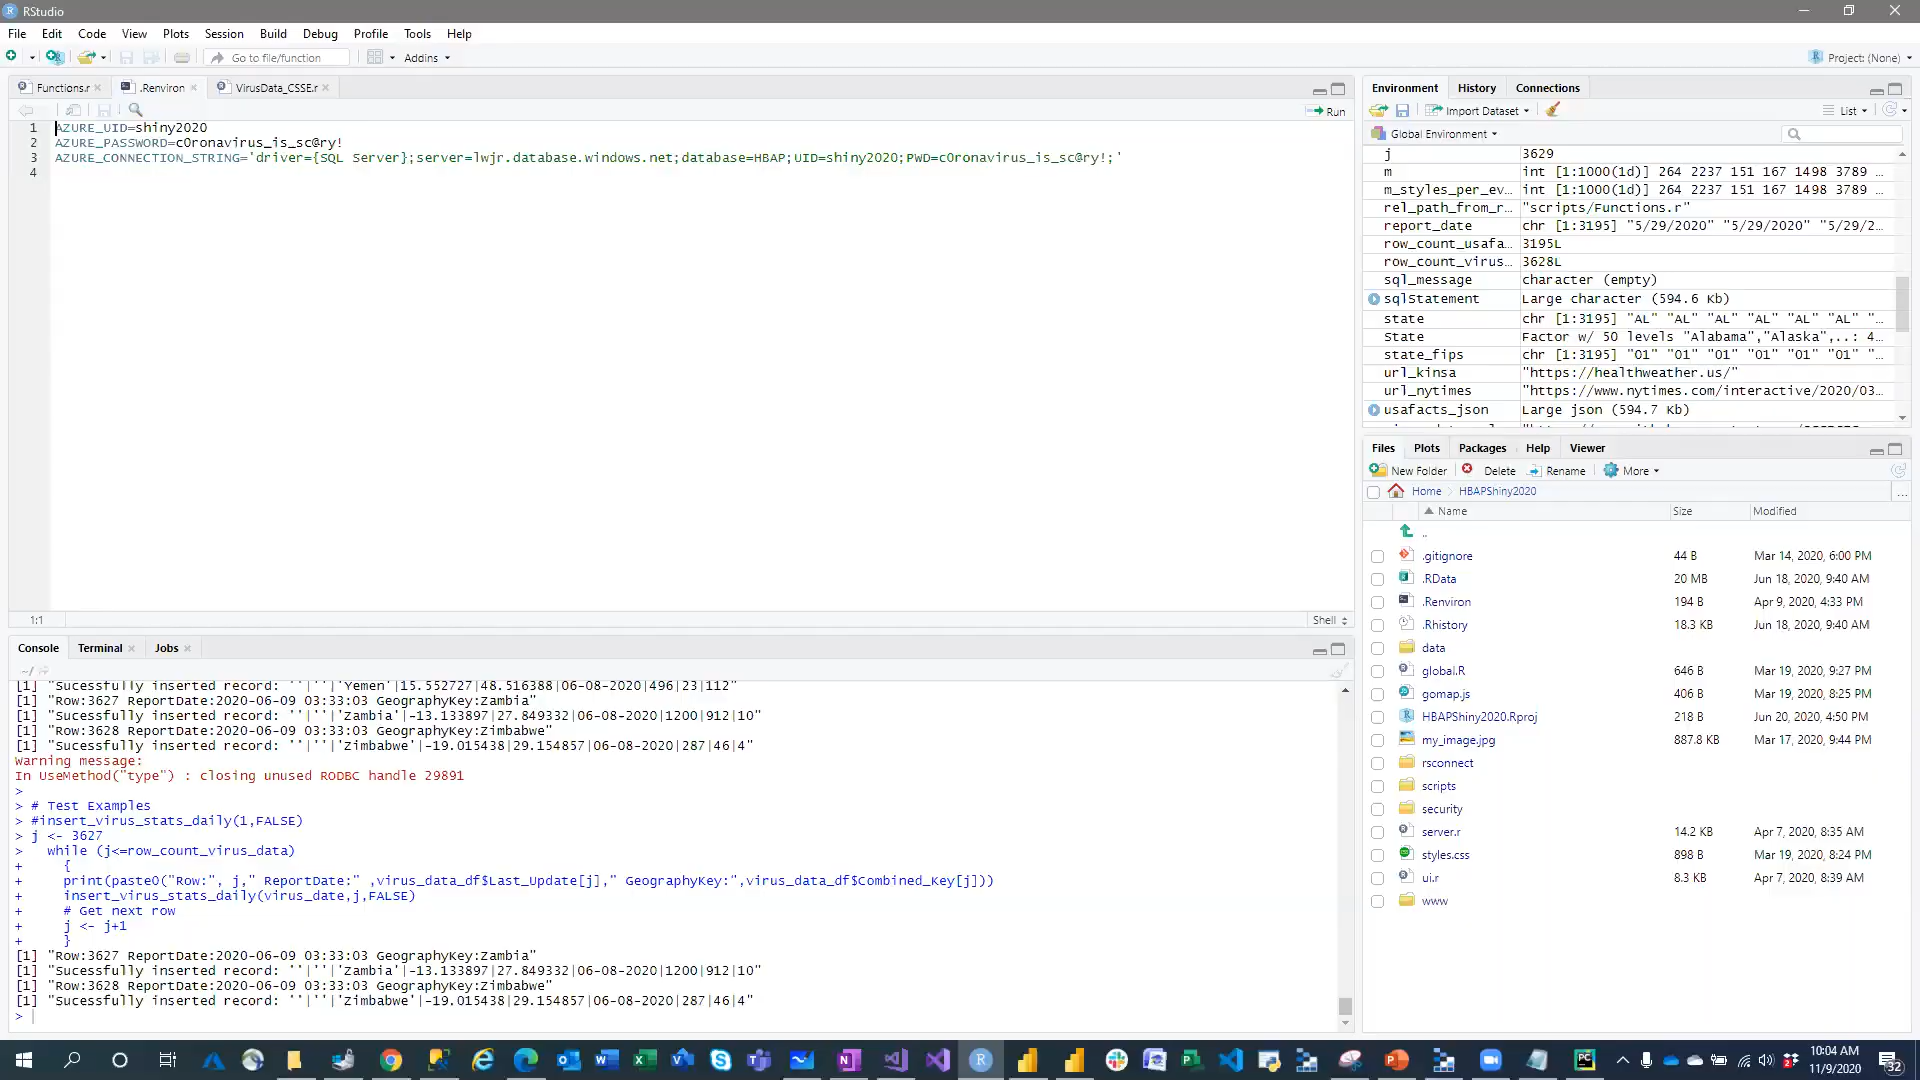 RStudio
File Edit Code View Plots Session Build Debug Profile Tools Help
Go to file/function Addins Project: (None)
Functions.r .Renviron VirusData_CSSE.r
Run
1 AZURE_UID=shiny2020
2 AZURE_PASSWORD=c0ronavirus_is_sc@ry!
3 AZURE_CONNECTION_STRING='driver={SQL Server};server=lwjr.database.windows.net;database=HBAP;UID=shiny2020;PWD=c0ronavirus_is_sc@ry!;'
4
1:1 Shell
Console Terminal Jobs
~/
[1] "Sucessfully inserted record: ''|''|'Yemen'|15.552727|48.516388|06-08-2020|496|23|112"
[1] "Row:3627 ReportDate:2020-06-09 03:33:03 GeographyKey:Zambia"
[1] "Sucessfully inserted record: ''|''|'Zambia'|-13.133897|27.849332|06-08-2020|1200|912|10"
[1] "Row:3628 ReportDate:2020-06-09 03:33:03 GeographyKey:Zimbabwe"
[1] "Sucessfully inserted record: ''|''|'Zimbabwe'|-19.015438|29.154857|06-08-2020|287|46|4"
Warning message:
In UseMethod("type") : closing unused RODBC handle 29891
>
> # Test Examples
> #insert_virus_stats_daily(1,FALSE)
> j <- 3627
> while (j<=row_count_virus_data)
+ {
+ print(paste0("Row:", j," ReportDate:" ,virus_data_df$Last_Update[j]," GeographyKey:",virus_data_df$Combined_Key[j]))
+ insert_virus_stats_daily(virus_date,j,FALSE)
+ # Get next row
+ j <- j+1
+ }
[1] "Row:3627 ReportDate:2020-06-09 03:33:03 GeographyKey:Zambia"
[1] "Sucessfully inserted record: ''|''|'Zambia'|-13.133897|27.849332|06-08-2020|1200|912|10"
[1] "Row:3628 ReportDate:2020-06-09 03:33:03 GeographyKey:Zimbabwe"
[1] "Sucessfully inserted record: ''|''|'Zimbabwe'|-19.015438|29.154857|06-08-2020|287|46|4"
>
Environment History Connections
Import Dataset List
Global Environment
j 3629
m int [1:1000(1d)] 264 2237 151 167 1498 3789 …
m_styles_per_ev… int [1:1000(1d)] 264 2237 151 167 1498 3789 …
rel_path_from_r… "scripts/Functions.r"
report_date chr [1:3195] "5/29/2020" "5/29/2020" "5/29/2…
row_count_usafa… 3195L
row_count_virus… 3628L
sql_message character (empty)
sqlStatement Large character (594.6 Kb)
state chr [1:3195] "AL" "AL" "AL" "AL" "AL" "AL" "…
State Factor w/ 50 levels "Alabama","Alaska",..: 4…
state_fips chr [1:3195] "01" "01" "01" "01" "01" "01" "…
url_kinsa "https://healthweather.us/"
url_nytimes "https://www.nytimes.com/interactive/2020/03…
usafacts_json Large json (594.7 Kb)
Files Plots Packages Help Viewer
New Folder Delete Rename More
Home HBAPShiny2020 ...
Name Size Modified
..
.gitignore 44 B Mar 14, 2020, 6:00 PM
.RData 20 MB Jun 18, 2020, 9:40 AM
.Renviron 194 B Apr 9, 2020, 4:33 PM
.Rhistory 18.3 KB Jun 18, 2020, 9:40 AM
data
global.R 646 B Mar 19, 2020, 9:27 PM
gomap.js 406 B Mar 19, 2020, 8:25 PM
HBAPShiny2020.Rproj 218 B Jun 20, 2020, 4:50 PM
my_image.jpg 887.8 KB Mar 17, 2020, 9:44 PM
rsconnect
scripts
security
server.r 14.2 KB Apr 7, 2020, 8:35 AM
styles.css 898 B Mar 19, 2020, 8:24 PM
ui.r 8.3 KB Apr 7, 2020, 8:39 AM
www
10:04 AM
11/9/2020
32